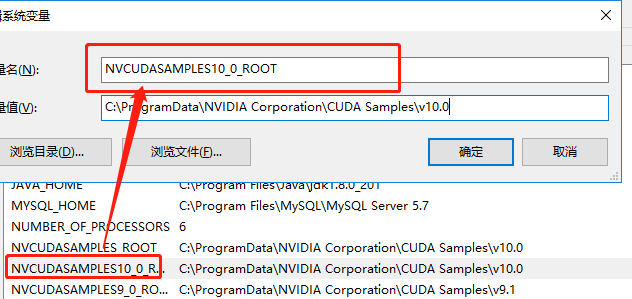 系统变量
量名(N):
NVCUDASAMPLES10_0_ROOT
量值(V):
C:\ProgramData\NVIDIA Corporation\CUDA Samples\v10.0
浏览目录(D)...
浏览文件(F)...
确定
取消
JAVA_HOME C:\Program Files\Java\jdk1.8.0_201
MYSQL_HOME C:\Program Files\MySQL\MySQL Server 5.7
NUMBER_OF_PROCESSORS 6
NVCUDASAMPLES_ROOT C:\ProgramData\NVIDIA Corporation\CUDA Samples\v10.0
NVCUDASAMPLES10_0_R... C:\ProgramData\NVIDIA Corporation\CUDA Samples\v10.0
NVCUDASAMPLES9_0_RO... C:\ProgramData\NVIDIA Corporation\CUDA Samples\v9.1